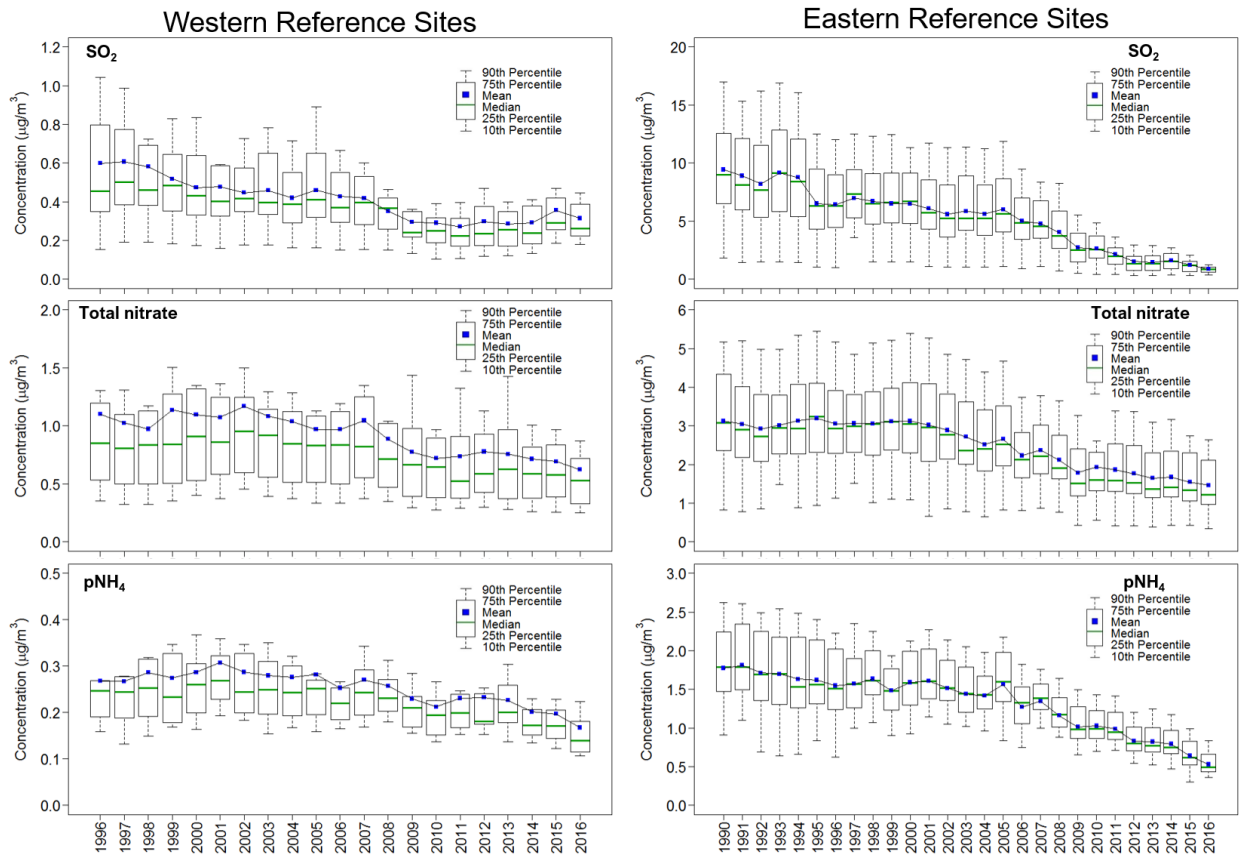 Western Reference Sites
Eastern Reference Sites
SO₂
Concentration (µg/m³)
1.2
1.0
0.8
0.6
0.4
0.2
0.0
90th Percentile
75th Percentile
Mean
Median
25th Percentile
10th Percentile
SO₂
Concentration (µg/m³)
20
15
10
5
0
90th Percentile
75th Percentile
Mean
Median
25th Percentile
10th Percentile
Total nitrate
Concentration (µg/m³)
2.0
1.5
1.0
0.5
0.0
90th Percentile
75th Percentile
Mean
Median
25th Percentile
10th Percentile
Total nitrate
Concentration (µg/m³)
6
5
4
3
2
1
0
90th Percentile
75th Percentile
Mean
Median
25th Percentile
10th Percentile
pNH₄
Concentration (µg/m³)
0.5
0.4
0.3
0.2
0.1
0.0
90th Percentile
75th Percentile
Mean
Median
25th Percentile
10th Percentile
1996
1997
1998
1999
2000
2001
2002
2003
2004
2005
2006
2007
2008
2009
2010
2011
2012
2013
2014
2015
2016
pNH₄
Concentration (µg/m³)
3.0
2.5
2.0
1.5
1.0
0.5
0.0
90th Percentile
75th Percentile
Mean
Median
25th Percentile
10th Percentile
1990
1991
1992
1993
1994
1995
1996
1997
1998
1999
2000
2001
2002
2003
2004
2005
2006
2007
2008
2009
2010
2011
2012
2013
2014
2015
2016